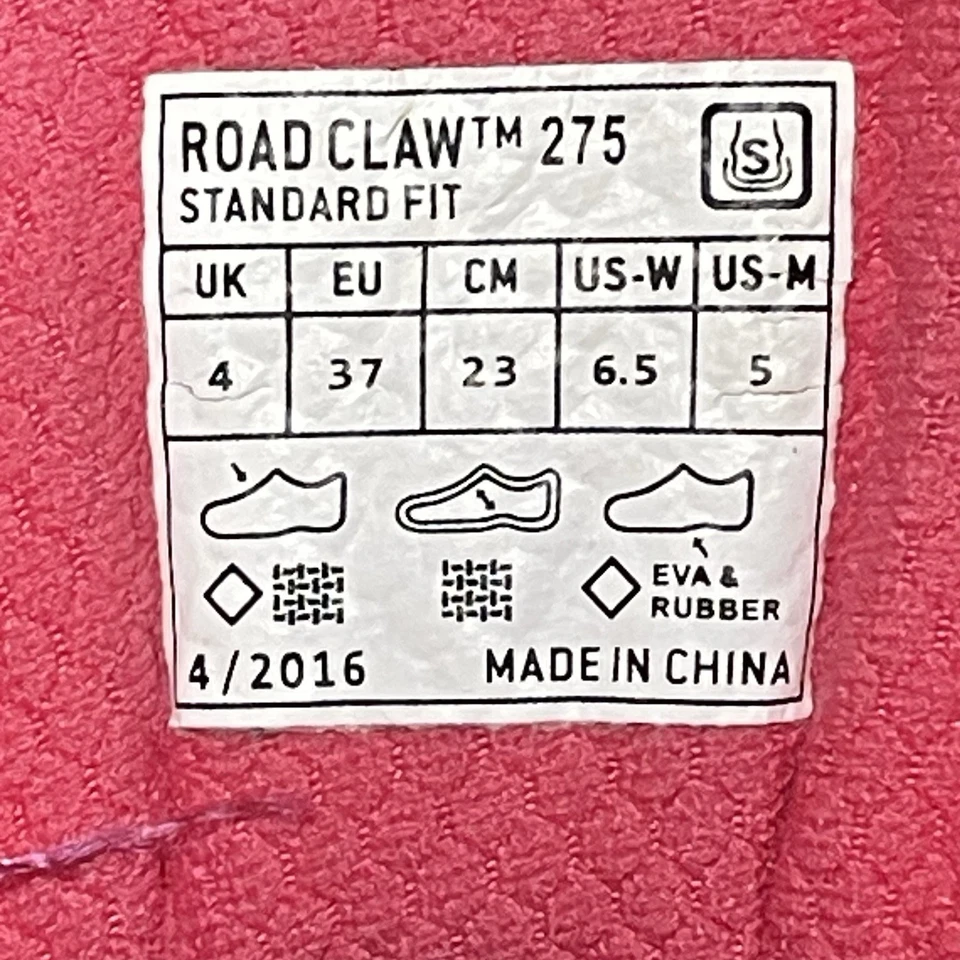 ROAD CLAW™ 275
S
STANDARD FIT
UK EU CM US-W US-M
4 37 23 6.5 5
EVA &
RUBBER
4/2016 MADE IN CHINA